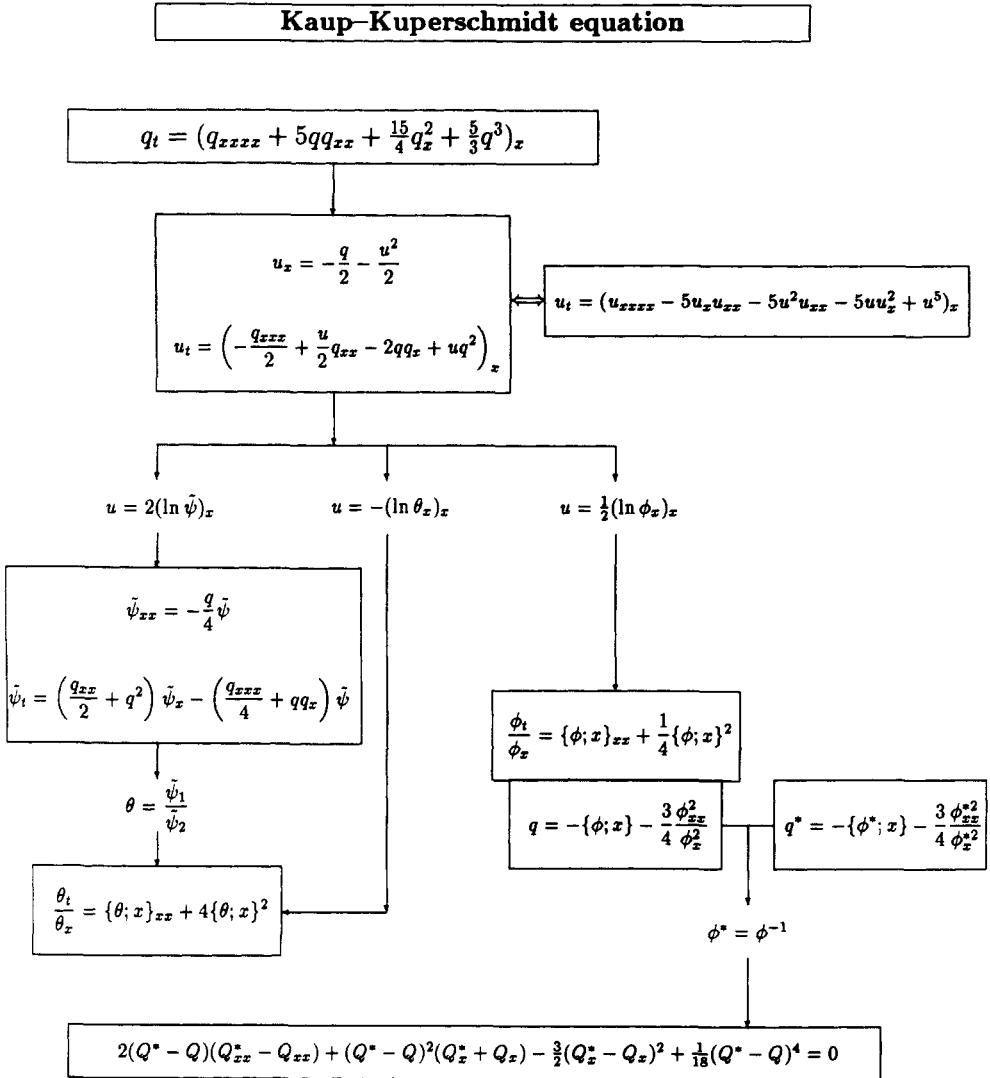 Kaup–Kuperschmidt equation
q_t = (q_{xxxx} + 5qq_{xx} + \frac{15}{4}q_x^2 + \frac{5}{3}q^3)_x
u_x = -\frac{q}{2} - \frac{u^2}{2}
u_t = \left(-\frac{q_{xxx}}{2} + \frac{u}{2}q_{xx} - 2qq_x + uq^2\right)_x
u_t = (u_{xxxx} - 5u_xu_{xx} - 5u^2u_{xx} - 5uu_x^2 + u^5)_x
u = 2(\ln \tilde{\psi})_x
u = -(\ln \theta_x)_x
u = \frac{1}{2}(\ln \phi_x)_x
\tilde{\psi}_{xx} = -\frac{q}{4}\tilde{\psi}
\tilde{\psi}_t = \left(\frac{q_{xx}}{2} + q^2\right)\tilde{\psi}_x - \left(\frac{q_{xxx}}{4} + qq_x\right)\tilde{\psi}
\frac{\phi_t}{\phi_x} = \{\phi; x\}_{xx} + \frac{1}{4}\{\phi; x\}^2
\theta = \frac{\tilde{\psi}_1}{\tilde{\psi}_2}
q = -\{\phi; x\} - \frac{3}{4}\frac{\phi_{xx}^2}{\phi_x^2}
q^* = -\{\phi^*; x\} - \frac{3}{4}\frac{\phi_{xx}^{*2}}{\phi_x^{*2}}
\frac{\theta_t}{\theta_x} = \{\theta; x\}_{xx} + 4\{\theta; x\}^2
\phi^* = \phi^{-1}
2(Q^* - Q)(Q_{xx}^* - Q_{xx}) + (Q^* - Q)^2(Q_x^* + Q_x) - \frac{3}{2}(Q_x^* - Q_x)^2 + \frac{1}{18}(Q^* - Q)^4 = 0